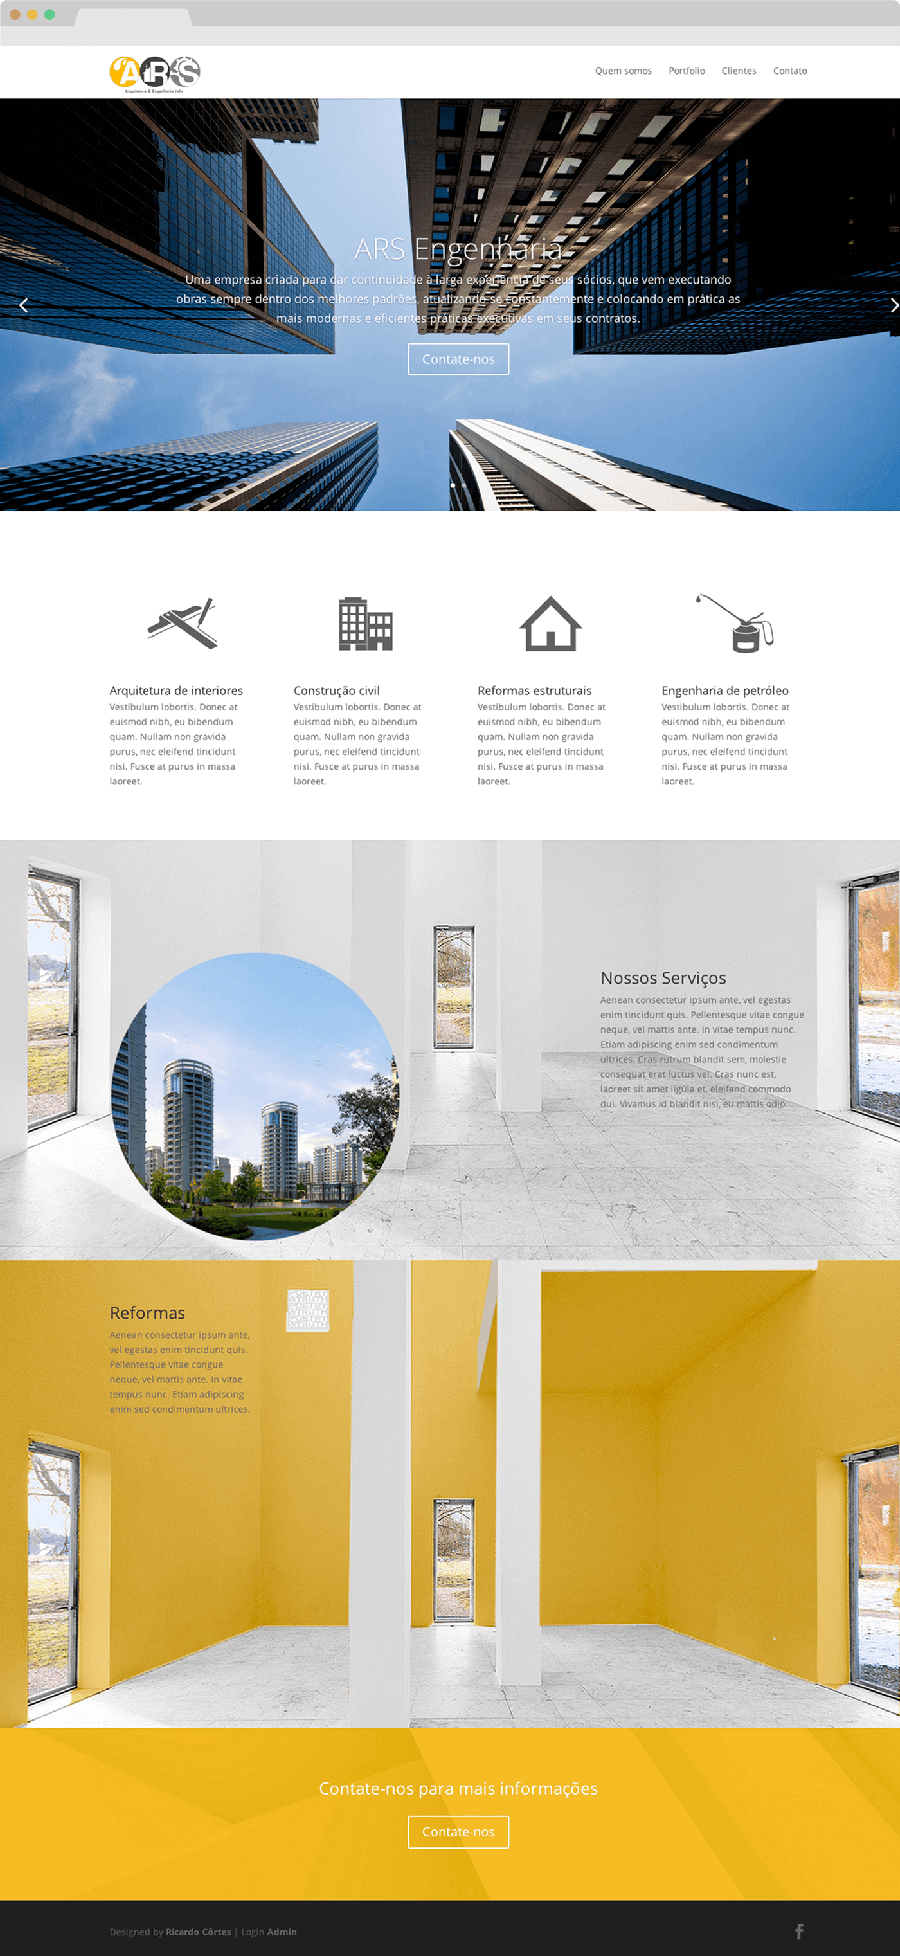 ARS
Arquitetura & Engenharia Ltda
Quem somos Portfolio Clientes Contato
ARS Engenharia
Uma empresa criada para dar continuidade à larga experiência de seus sócios, que vem executando
obras sempre dentro dos melhores padrões, atualizando-se constantemente e colocando em prática as
mais modernas e eficientes práticas executivas em seus contratos.
Contate-nos
Arquitetura de interiores
Vestibulum lobortis. Donec at
euismod nibh, eu bibendum
quam. Nullam non gravida
purus, nec eleifend tincidunt
nisi. Fusce at purus in massa
laoreet.
Construção civil
Vestibulum lobortis. Donec at
euismod nibh, eu bibendum
quam. Nullam non gravida
purus, nec eleifend tincidunt
nisi. Fusce at purus in massa
laoreet.
Reformas estruturais
Vestibulum lobortis. Donec at
euismod nibh, eu bibendum
quam. Nullam non gravida
purus, nec eleifend tincidunt
nisi. Fusce at purus in massa
laoreet.
Engenharia de petróleo
Vestibulum lobortis. Donec at
euismod nibh, eu bibendum
quam. Nullam non gravida
purus, nec eleifend tincidunt
nisi. Fusce at purus in massa
laoreet.
Nossos Serviços
Aenean consectetur ipsum ante, vel egestas
enim tincidunt quis. Pellentesque vitae congue
neque, vel mattis ante. In vitae tempus nunc.
Etiam adipiscing enim sed condimentum
ultrices. Cras rutrum blandit sem, molestie
consequat erat luctus vel. Cras nunc est,
laoreet sit amet ligula et, eleifend commodo
dui. Vivamus id blandit nisi, eu mattis odio.
Reformas
Aenean consectetur ipsum ante,
vel egestas enim tincidunt quis.
Pellentesque vitae congue
neque, vel mattis ante. In vitae
tempus nunc. Etiam adipiscing
enim sed condimentum ultrices.
Contate-nos para mais informações
Contate-nos
Designed by Ricardo Côrtes | Login Admin